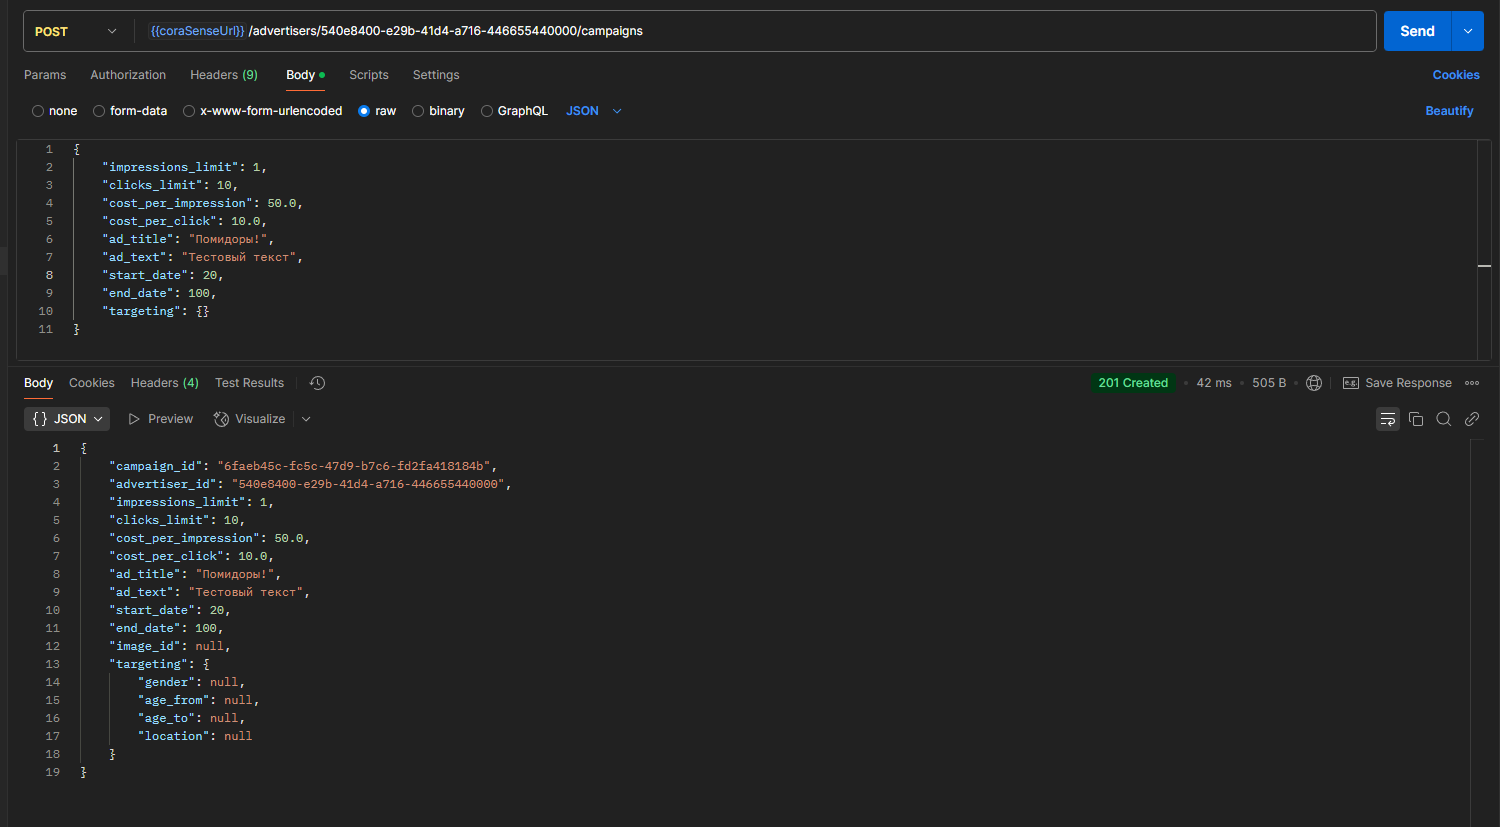 POST {{coraSenseUrl}}/advertisers/540e8400-e29b-41d4-a716-446655440000/campaigns Send
Params Authorization Headers (9) Body Scripts Settings Cookies
none form-data x-www-form-urlencoded raw binary GraphQL JSON Beautify
1 {
2 "impressions_limit": 1,
3 "clicks_limit": 10,
4 "cost_per_impression": 50.0,
5 "cost_per_click": 10.0,
6 "ad_title": "Помидоры!",
7 "ad_text": "Тестовый текст",
8 "start_date": 20,
9 "end_date": 100,
10 "targeting": {}
11 }
Body Cookies Headers (4) Test Results 201 Created 42 ms 505 B e.g. Save Response
{} JSON Preview Visualize
1 {
2 "campaign_id": "6faeb45c-fc5c-47d9-b7c6-fd2fa418184b",
3 "advertiser_id": "540e8400-e29b-41d4-a716-446655440000",
4 "impressions_limit": 1,
5 "clicks_limit": 10,
6 "cost_per_impression": 50.0,
7 "cost_per_click": 10.0,
8 "ad_title": "Помидоры!",
9 "ad_text": "Тестовый текст",
10 "start_date": 20,
11 "end_date": 100,
12 "image_id": null,
13 "targeting": {
14 "gender": null,
15 "age_from": null,
16 "age_to": null,
17 "location": null
18 }
19 }